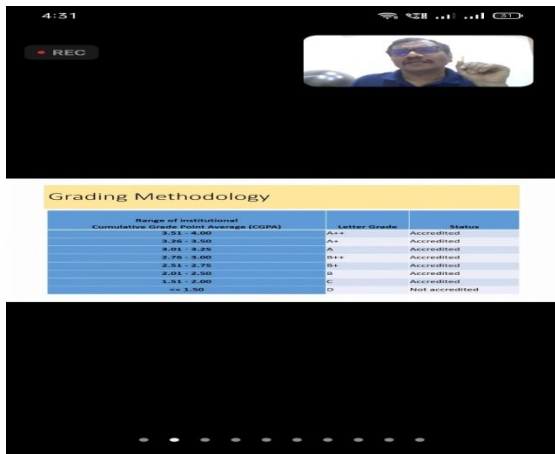 4:31
31
REC
Grading Methodology
Range of institutional
Cumulative Grade Point Average (CGPA) Letter Grade Status
3.51 - 4.00 A++ Accredited
3.26 - 3.50 A+ Accredited
3.01 - 3.25 A Accredited
2.76 - 3.00 B++ Accredited
2.51 - 2.75 B+ Accredited
2.01 - 2.50 B Accredited
1.51 - 2.00 C Accredited
<= 1.50 D Not accredited